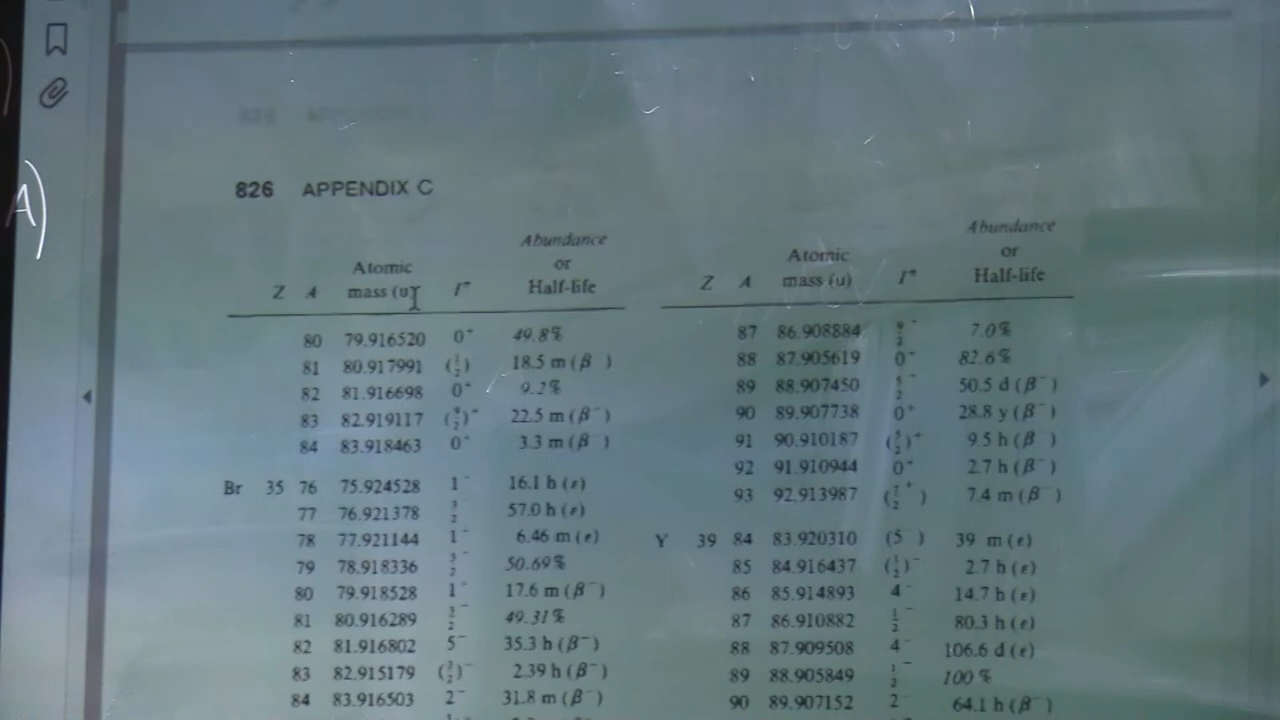 A)
826 APPENDIX C
Z A Atomic mass (u) I^π Abundance or Half-life
80 79.916520 0⁺ 49.8%
81 80.917991 (½) 18.5 m (β )
82 81.916698 0⁺ 9.2%
83 82.919117 (9/2)⁺ 22.5 m (β⁻)
84 83.918463 0⁺ 3.3 m (β )
Br 35 76 75.924528 1⁻ 16.1 h (ε)
77 76.921378 3/2 57.0 h (ε)
78 77.921144 1⁻ 6.46 m (ε)
79 78.918336 3/2⁻ 50.69%
80 79.918528 1⁺ 17.6 m (β⁻)
81 80.916289 3/2⁻ 49.31%
82 81.916802 5⁻ 35.3 h (β⁻)
83 82.915179 (3/2)⁻ 2.39 h (β⁻)
84 83.916503 2⁻ 31.8 m (β⁻)
Z A Atomic mass (u) I^π Abundance or Half-life
87 86.908884 9/2⁺ 7.0%
88 87.905619 0⁺ 82.6%
89 88.907450 5/2⁺ 50.5 d (β⁻)
90 89.907738 0⁺ 28.8 y (β⁻)
91 90.910187 (5/2)⁺ 9.5 h (β )
92 91.910944 0⁺ 2.7 h (β⁻)
93 92.913987 (7/2⁺) 7.4 m (β⁻)
Y 39 84 83.920310 (5⁻) 39 m (ε)
85 84.916437 (½)⁻ 2.7 h (ε)
86 85.914893 4⁻ 14.7 h (ε)
87 86.910882 ½⁻ 80.3 h (ε)
88 87.909508 4⁻ 106.6 d (ε)
89 88.905849 ½⁻ 100%
90 89.907152 2⁻ 64.1 h (β⁻)